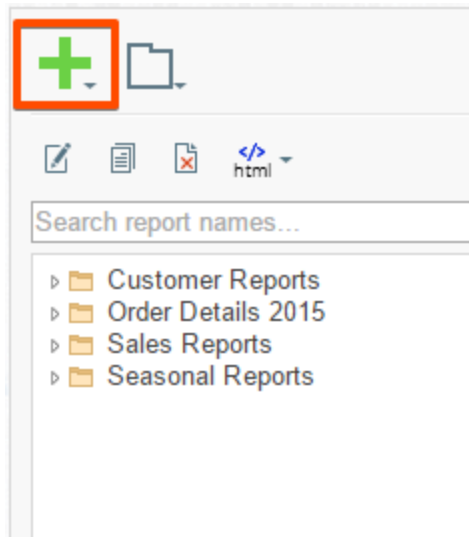 </>
html
Search report names...
Customer Reports
Order Details 2015
Sales Reports
Seasonal Reports